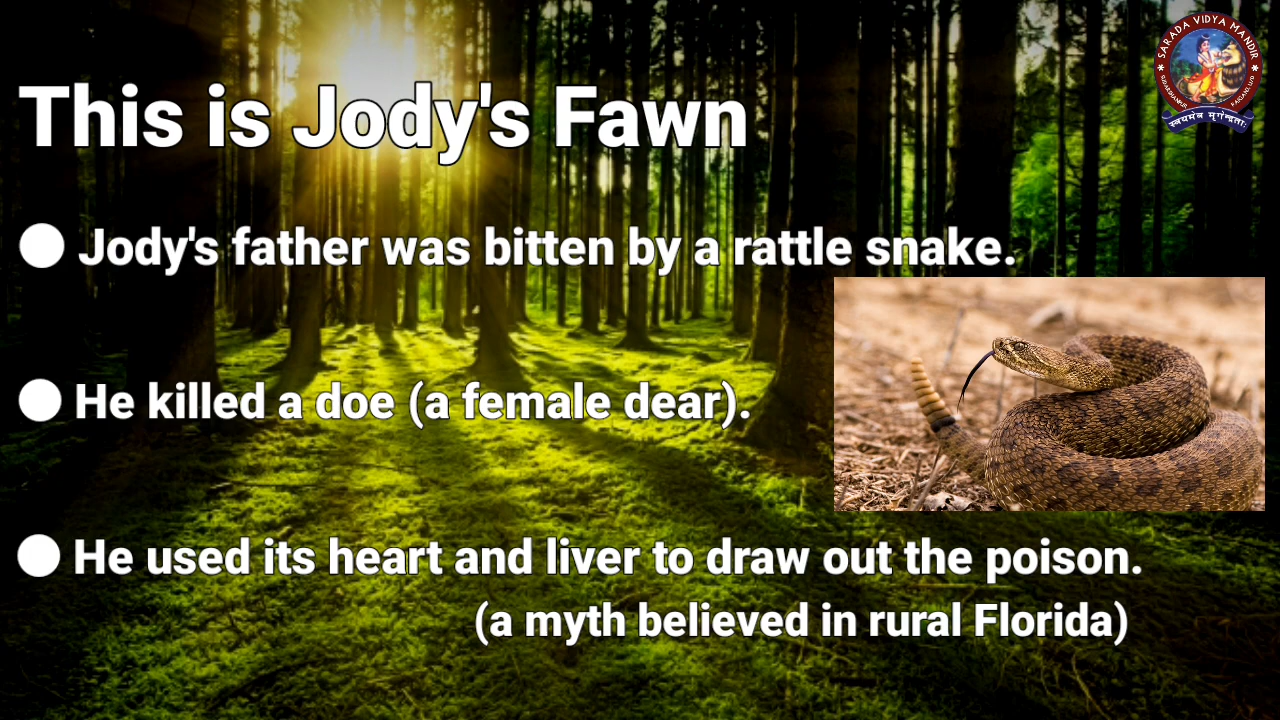 SARADA VIDYA MANDIR
This is Jody's Fawn
Jody's father was bitten by a rattle snake.
He killed a doe (a female dear).
He used its heart and liver to draw out the poison.
(a myth believed in rural Florida)